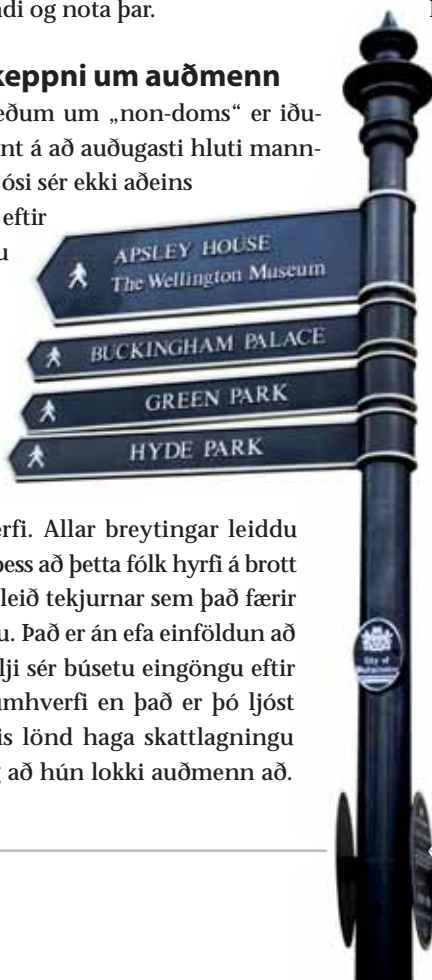 di og nota þar.
keppni um auðmenn
eðum um „non-doms“ er iðu-
nt á að auðugasti hluti mann-
ósi sér ekki aðeins
eftir
u
APSLEY HOUSE
The Wellington Museum
BUCKINGHAM PALACE
GREEN PARK
HYDE PARK
erfi. Allar breytingar leiddu
þess að þetta fólk hyrfi á brott
leið tekjurnar sem það færir
u. Það er án efa einföldun að
lji sér búsetu eingöngu eftir
umhverfi en það er þó ljóst
is lönd haga skattlagningu
að hún lokki auðmenn að.
City of